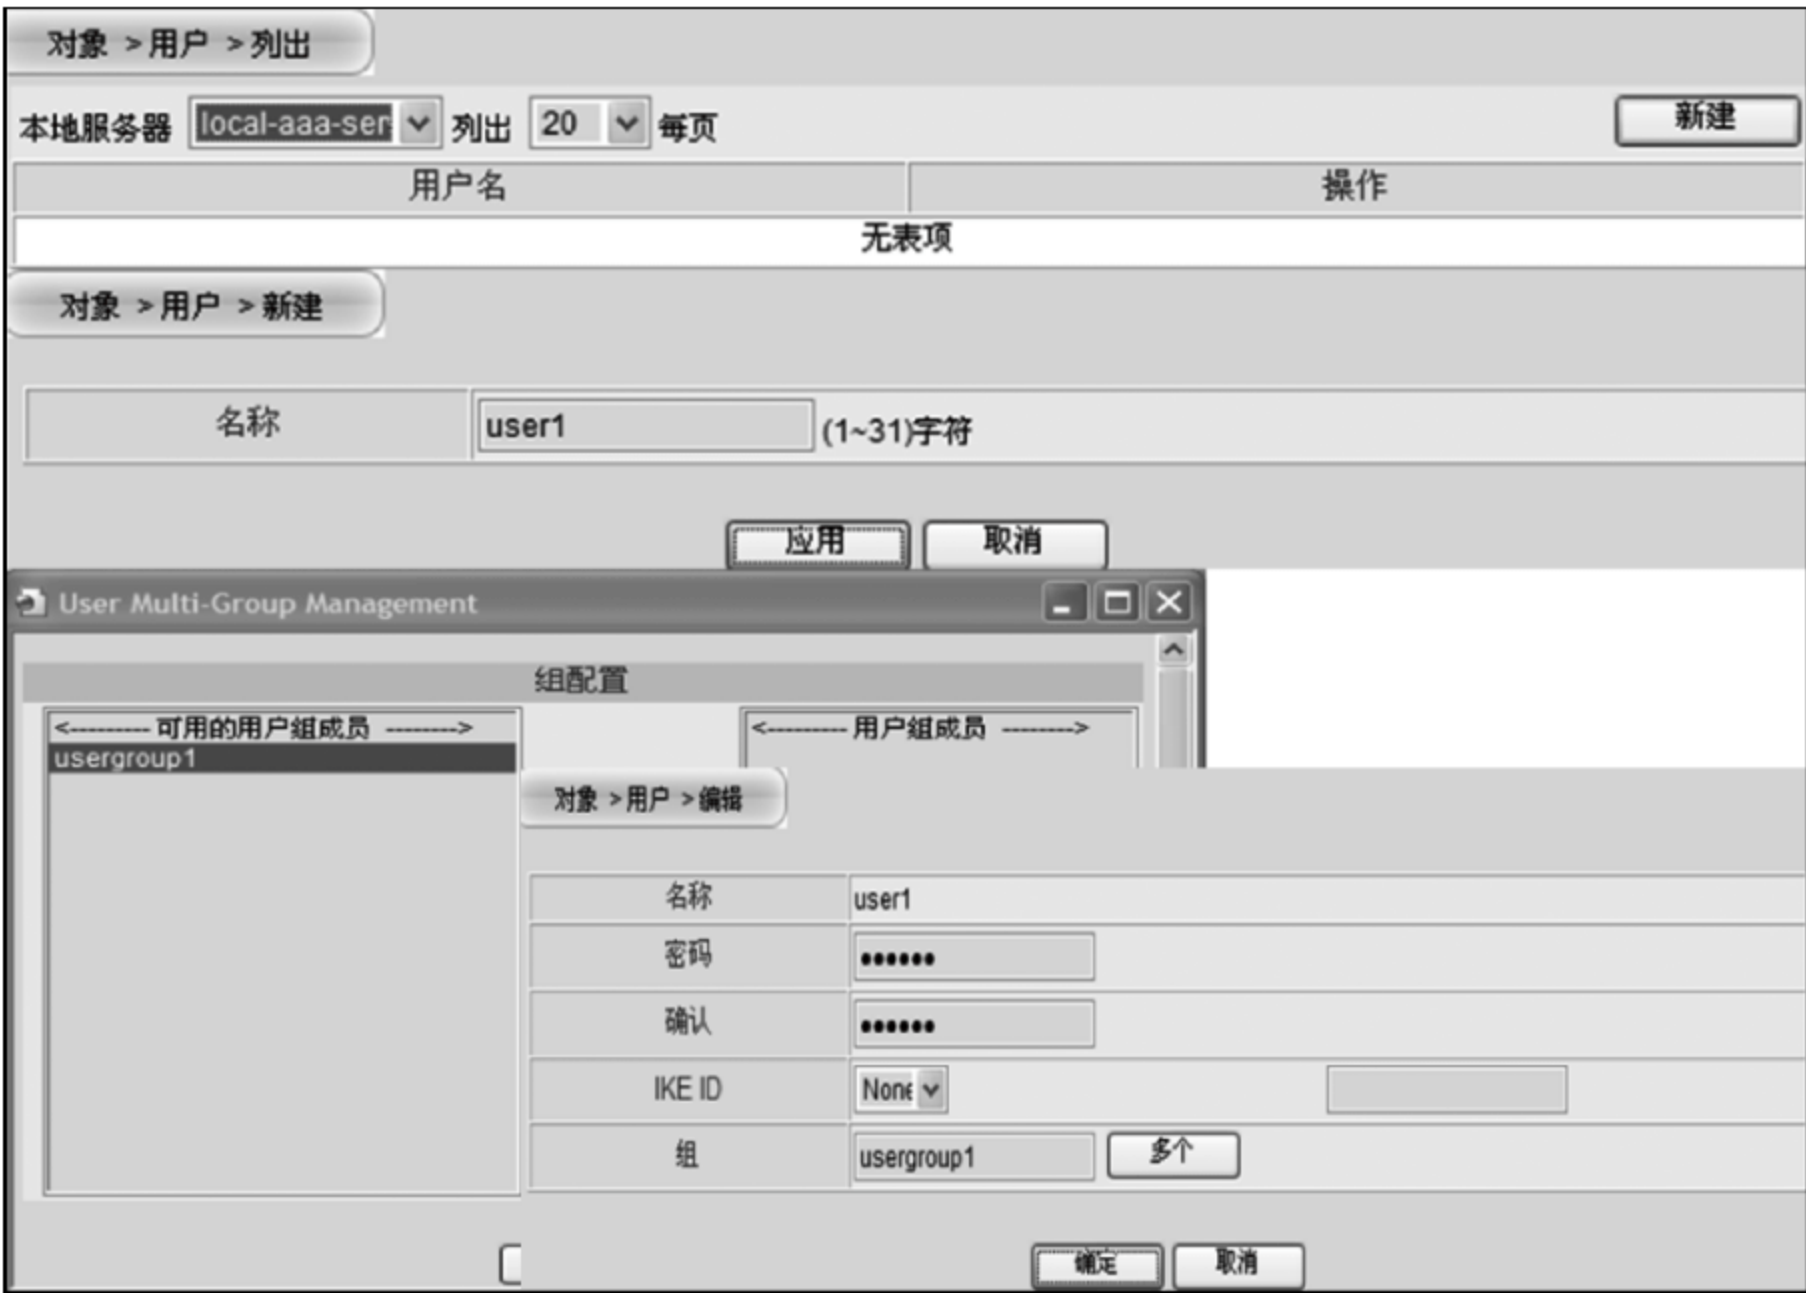 对象 >用户 >列出
本地服务器 local-aaa-ser 列出 20 每页 新建
用户名 操作
无表项
对象 >用户 >新建
名称 user1 (1~31)字符
应用 取消
User Multi-Group Management
组配置
<--------- 可用的用户组成员 --------> <--------- 用户组成员 -------->
usergroup1
对象 >用户 >编辑
名称 user1
密码 ••••••
确认 ••••••
IKE ID None
组 usergroup1 多个
确定 取消